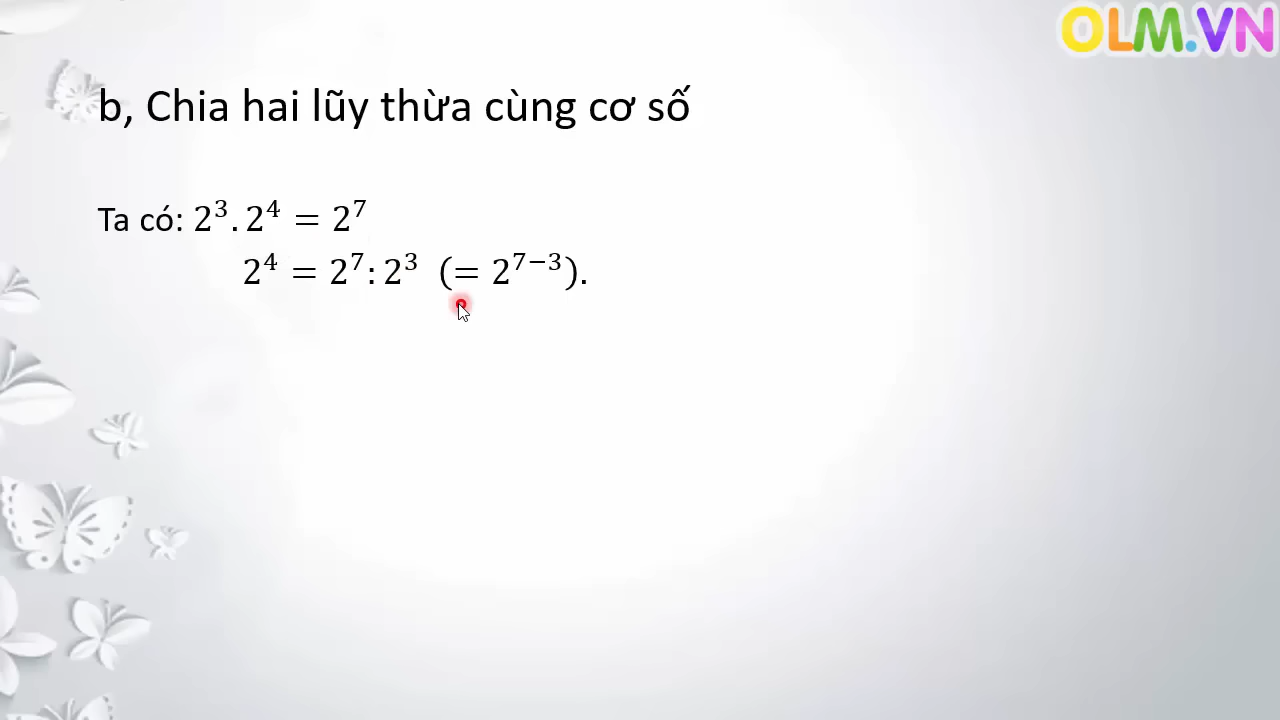 OLM.VN
b, Chia hai lũy thừa cùng cơ số
Ta có: 2³. 2⁴ = 2⁷
2⁴ = 2⁷: 2³ (= 2⁷⁻³).